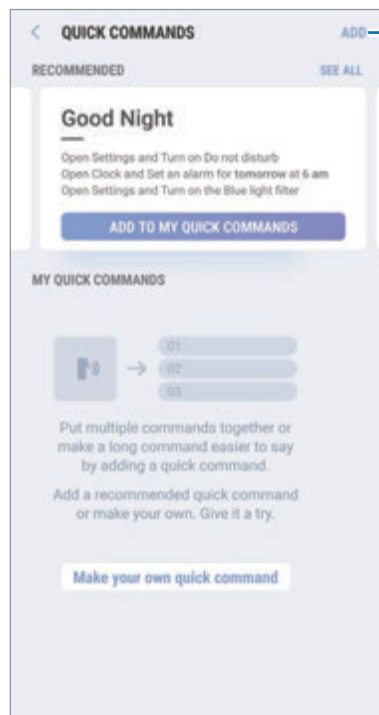 QUICK COMMANDS ADD
RECOMMENDED SEE ALL
Good Night
Open Settings and Turn on Do not disturb
Open Clock and Set an alarm for tomorrow at 6 am
Open Settings and Turn on the Blue light filter
ADD TO MY QUICK COMMANDS
MY QUICK COMMANDS
01
02
03
Put multiple commands together or
make a long command easier to say
by adding a quick command.
Add a recommended quick command
or make your own. Give it a try.
Make your own quick command